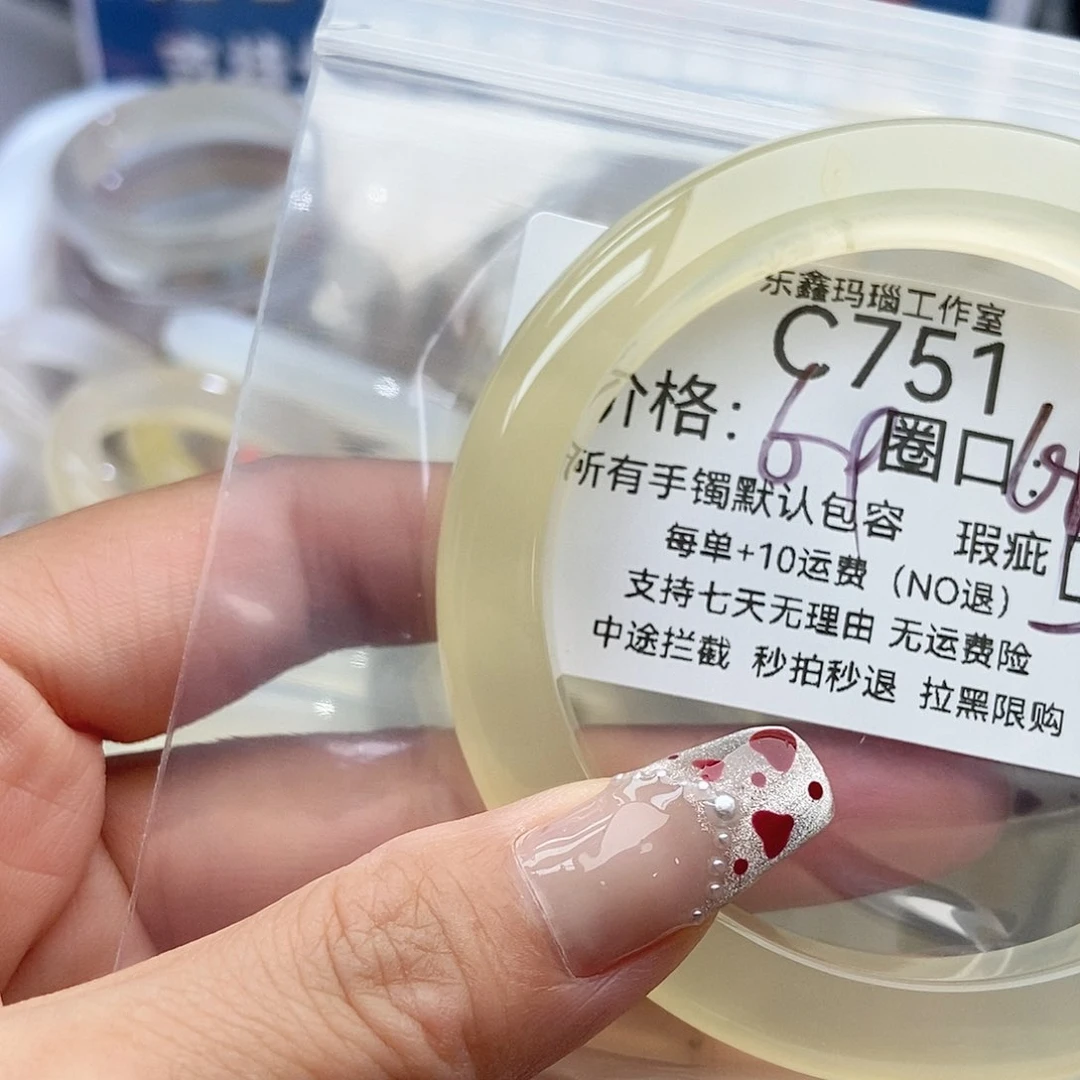 乐鑫玛瑙工作室
C751
价格: 圈口:
所有手镯默认包容 瑕疵
每单+10运费（NO退）
支持七天无理由 无运费险
中途拦截 秒拍秒退 拉黑限购